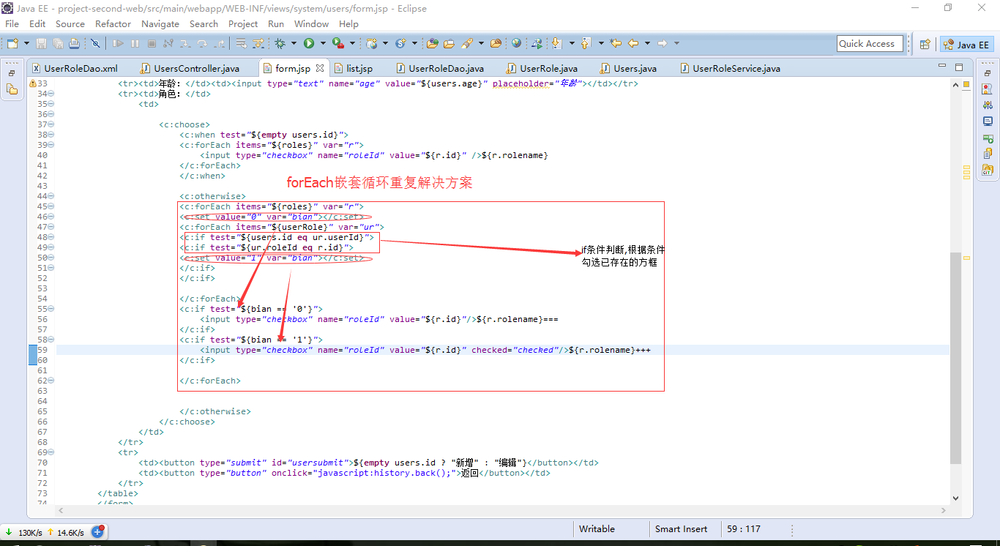 Java EE - project-second-web/src/main/webapp/WEB-INF/views/system/users/form.jsp - Eclipse
File Edit Source Refactor Navigate Search Project Run Window Help
Quick Access Java EE
UserRoleDao.xml UsersController.java form.jsp list.jsp UserRoleDao.java UserRole.java Users.java UserRoleService.java
33 <tr><td>年龄：</td><td><input type="text" name="age" value="${users.age}" placeholder="年龄"></td></tr>
34 <tr><td>角色：</td>
35 <td>
36
37 <c:choose>
38 <c:when test="${empty users.id}">
39 <c:forEach items="${roles}" var="r">
40 <input type="checkbox" name="roleId" value="${r.id}" />${r.rolename}
41 </c:forEach>
42 </c:when>
43
forEach嵌套循环重复解决方案
44 <c:otherwise>
45 <c:forEach items="${roles}" var="r">
46 <c:set value="0" var="bian"></c:set>
47 <c:forEach items="${userRole}" var="ur">
48 <c:if test="${users.id eq ur.userId}">
49 <c:if test="${ur.roleId eq r.id}">
if条件判断,根据条件
勾选已存在的方框
50 <c:set value="1" var="bian"></c:set>
51 </c:if>
52 </c:if>
53
54 </c:forEach>
55 <c:if test="${bian == '0'}">
56 <input type="checkbox" name="roleId" value="${r.id}"/>${r.rolename}===
57 </c:if>
58 <c:if test="${bian == '1'}">
59 <input type="checkbox" name="roleId" value="${r.id}" checked="checked"/>${r.rolename}+++
60 </c:if>
61
62 </c:forEach>
63
64
65 </c:otherwise>
66 </c:choose>
67 </td>
68 </tr>
69 <tr>
70 <td><button type="submit" id="usersubmit">${empty users.id ? "新增" : "编辑"}</button></td>
71 <td><button type="button" onclick="javascript:history.back();">返回</button></td>
72 </tr>
73 </table>
74 </form>
130K/s 14.6K/s Writable Smart Insert 59 : 117